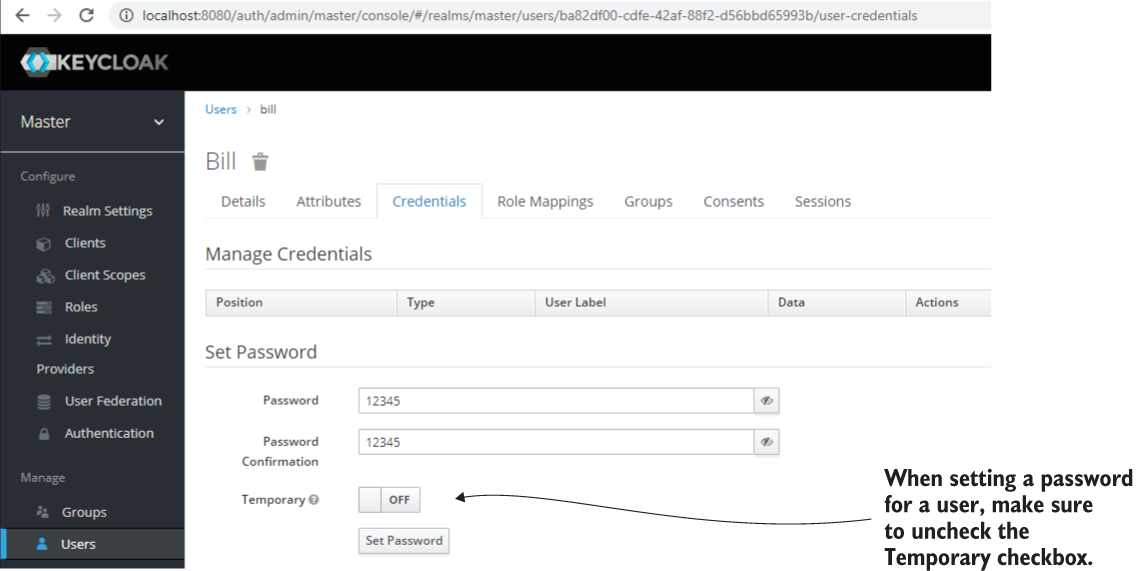 localhost:8080/auth/admin/master/console/#/realms/master/users/ba82df00-cdfe-42af-88f2-d56bbd65993b/user-credentials
KEYCLOAK
Master
Configure
Realm Settings
Clients
Client Scopes
Roles
Identity
Providers
User Federation
Authentication
Manage
Groups
Users
Users > bill
Bill
Details Attributes Credentials Role Mappings Groups Consents Sessions
Manage Credentials
Position Type User Label Data Actions
Set Password
Password 12345
Password
Confirmation
12345
Temporary OFF
Set Password
When setting a password
for a user, make sure
to uncheck the
Temporary checkbox.